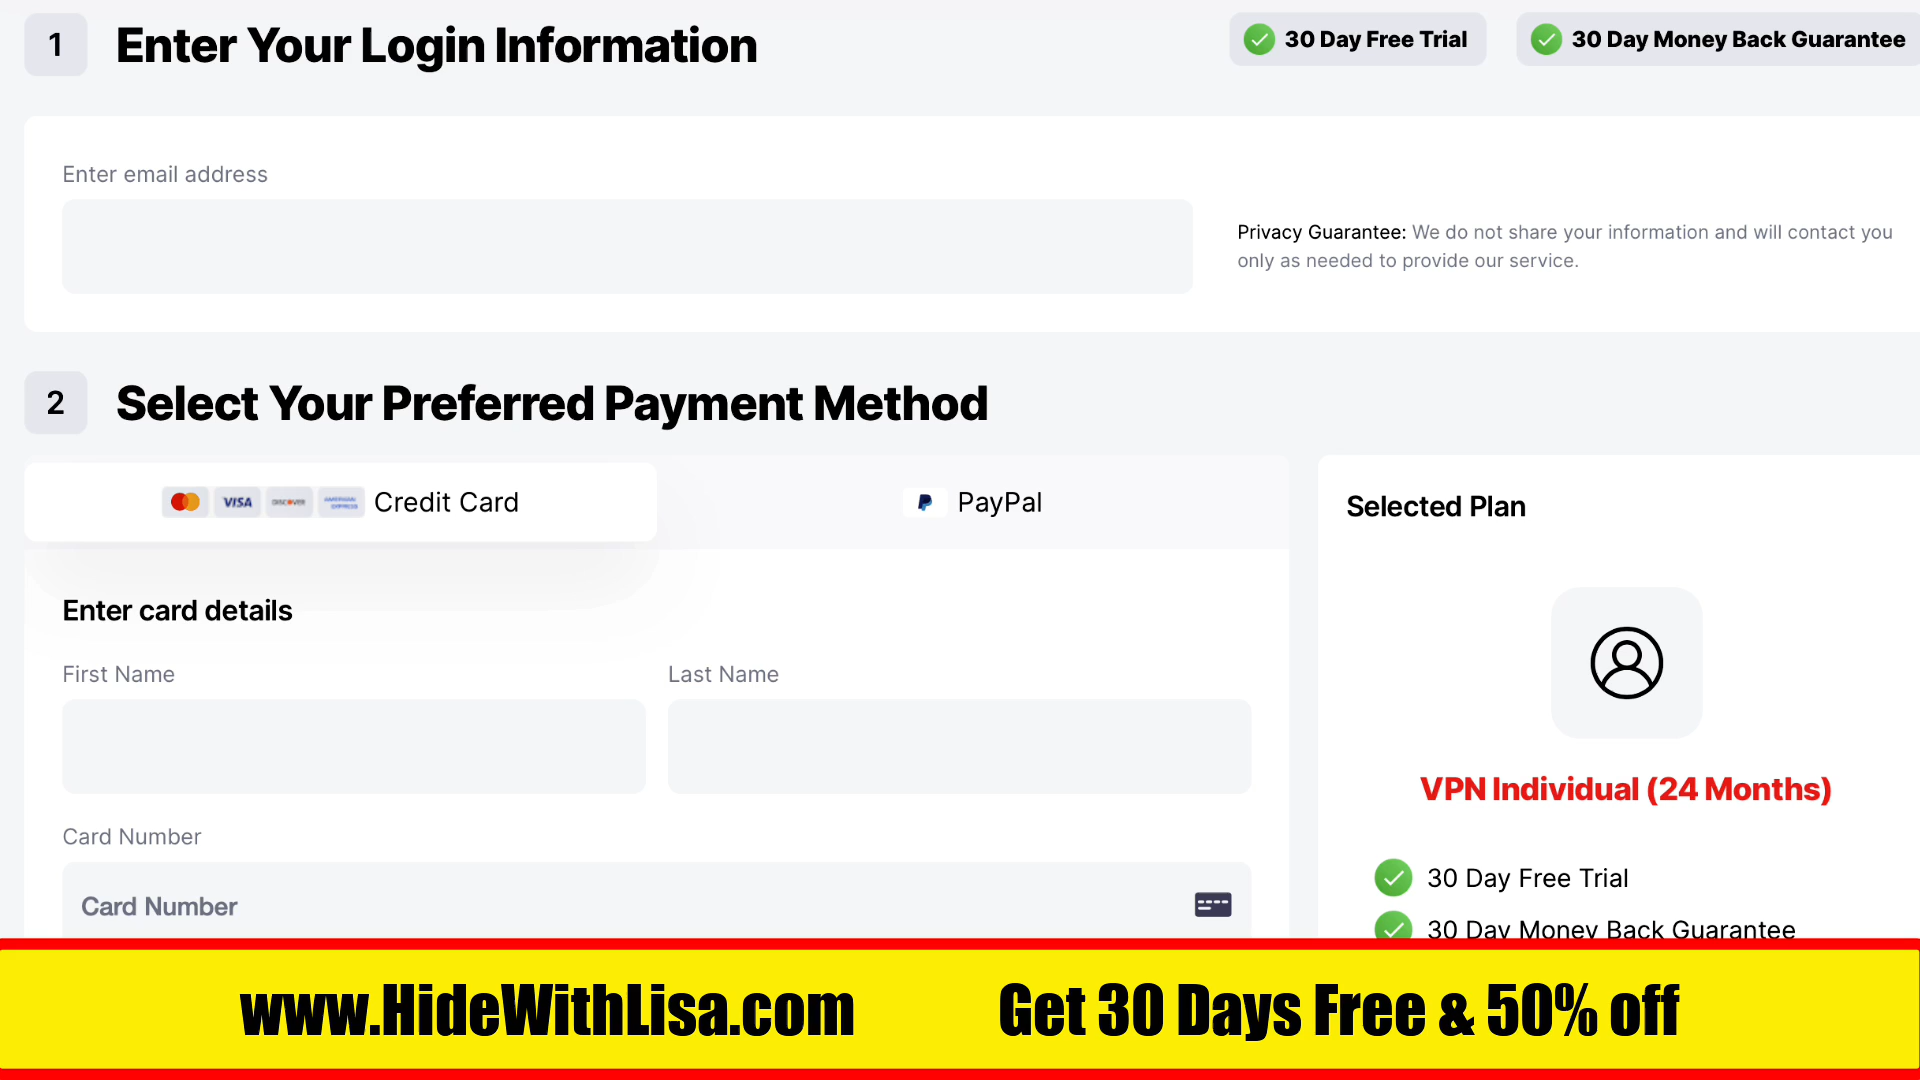 1 Enter Your Login Information
30 Day Free Trial
30 Day Money Back Guarantee
Enter email address
Privacy Guarantee: We do not share your information and will contact you
only as needed to provide our service.
2 Select Your Preferred Payment Method
VISA DISCOVER AMERICAN EXPRESS Credit Card
PayPal
Selected Plan
Enter card details
First Name
Last Name
VPN Individual (24 Months)
Card Number
Card Number
30 Day Free Trial
30 Day Money Back Guarantee
www.HideWithLisa.com
Get 30 Days Free & 50% off